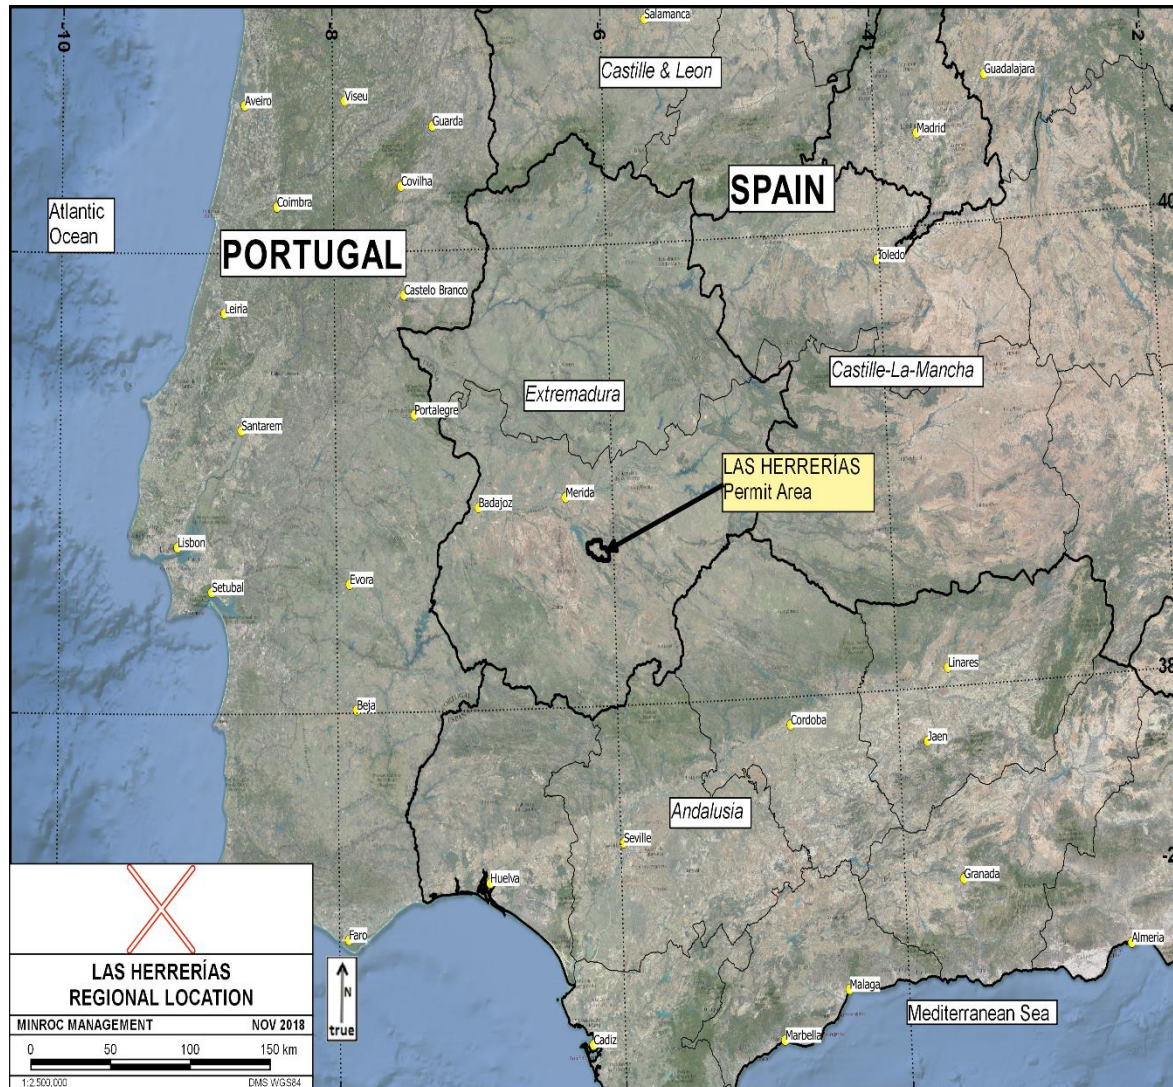 -10
-8
-6
-4
-2
Salamanca
Castille & Leon
Guadalajara
Aveiro
Viseu
Guarda
Madrid
SPAIN
Covilha
Coimbra
40
Atlantic
Ocean
PORTUGAL
Toledo
Castelo Branco
Leiria
Castille-La-Mancha
Extremadura
Portalegre
Santarem
LAS HERRERÍAS
Permit Area
Badajoz
Merida
Lisbon
Setubal
Evora
Linares
38
Beja
Cordoba
Jaen
Andalusia
Seville
-2
Huelva
Granada
Faro
Almeria
Malaga
Mediterranean Sea
Marbella
Cadiz
N
true
LAS HERRERÍAS
REGIONAL LOCATION
MINROC MANAGEMENT NOV 2018
0 50 100 150 km
1:2,500,000 DMS WGS84